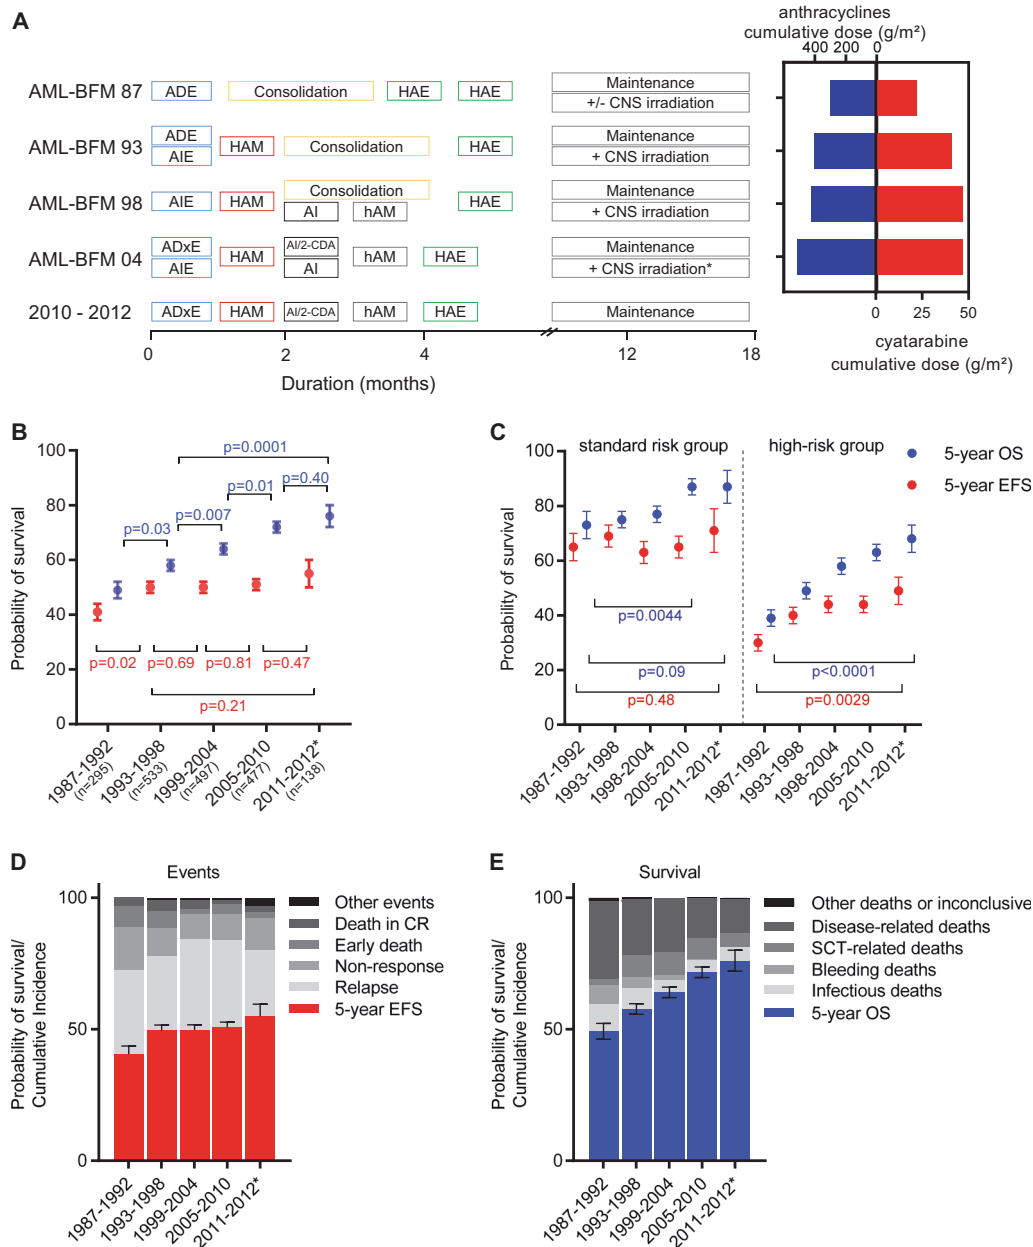 A
anthracyclines
cumulative dose (g/m²)
400 200 0
AML-BFM 87
ADE
Consolidation
HAE
HAE
Maintenance
+/- CNS irradiation
AML-BFM 93
ADE
AIE
HAM
Consolidation
HAE
Maintenance
+ CNS irradiation
AML-BFM 98
AIE
HAM
Consolidation
AI
hAM
HAE
Maintenance
+ CNS irradiation
AML-BFM 04
ADxE
AIE
HAM
AI/2-CDA
AI
hAM
HAE
Maintenance
+ CNS irradiation*
2010 - 2012
ADxE
HAM
AI/2-CDA
hAM
HAE
Maintenance
0 2 4 12 18
Duration (months)
0 25 50
cyatarabine
cumulative dose (g/m²)
B
Probability of survival
100
80
60
40
20
0
p=0.0001
p=0.40
p=0.01
p=0.007
p=0.03
p=0.02
p=0.69
p=0.81
p=0.47
p=0.21
1987-1992
(n=295)
1993-1998
(n=533)
1999-2004
(n=497)
2005-2010
(n=477)
2011-2012*
(n=138)
C
Probability of survival
100
80
60
40
20
0
standard risk group
high-risk group
5-year OS
5-year EFS
p=0.0044
p=0.09
p=0.48
p<0.0001
p=0.0029
1987-1992
1993-1998
1998-2004
2005-2010
2011-2012*
1987-1992
1993-1998
1998-2004
2005-2010
2011-2012*
D
Events
Probability of survival/
Cumulative Incidence
100
50
0
Other events
Death in CR
Early death
Non-response
Relapse
5-year EFS
1987-1992
1993-1998
1999-2004
2005-2010
2011-2012*
E
Survival
Probability of survival/
Cumulative Incidence
100
50
0
Other deaths or inconclusive
Disease-related deaths
SCT-related deaths
Bleeding deaths
Infectious deaths
5-year OS
1987-1992
1993-1998
1999-2004
2005-2010
2011-2012*